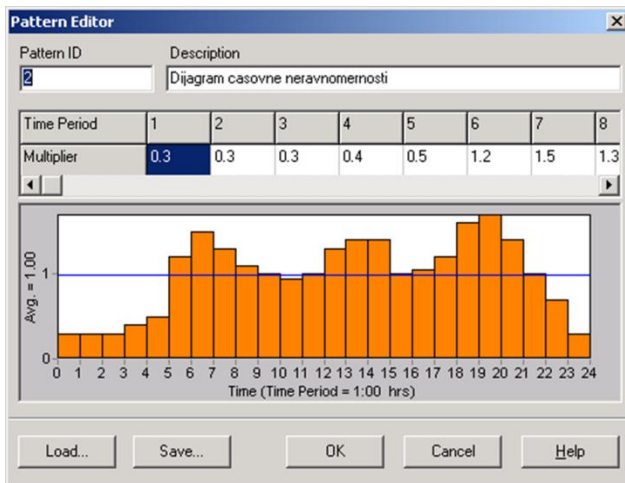 Pattern Editor
Pattern ID Description
2 Dijagram casovne neravnomernosti
Time Period 1 2 3 4 5 6 7 8
Multiplier 0.3 0.3 0.3 0.4 0.5 1.2 1.5 1.3
Avg. = 1.00
1
0
0 1 2 3 4 5 6 7 8 9 10 11 12 13 14 15 16 17 18 19 20 21 22 23 24
Time (Time Period = 1:00 hrs)
Load... Save... OK Cancel Help